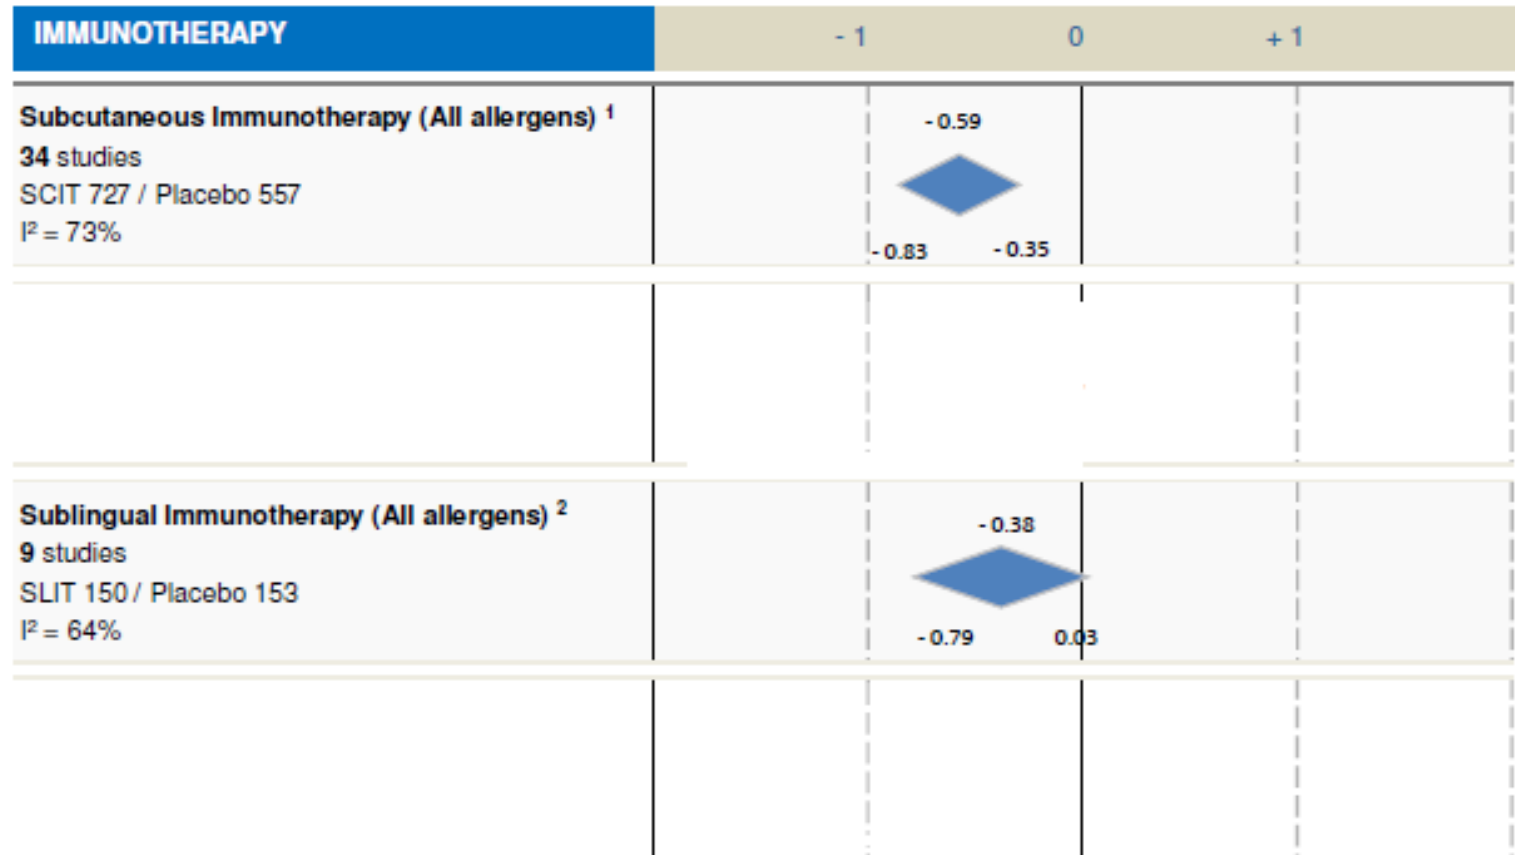 IMMUNOTHERAPY
- 1 0 + 1
Subcutaneous Immunotherapy (All allergens) 1
34 studies
SCIT 727 / Placebo 557
I² = 73%
- 0.59
- 0.83 - 0.35
Sublingual Immunotherapy (All allergens) 2
9 studies
SLIT 150 / Placebo 153
I² = 64%
- 0.38
- 0.79 0.03